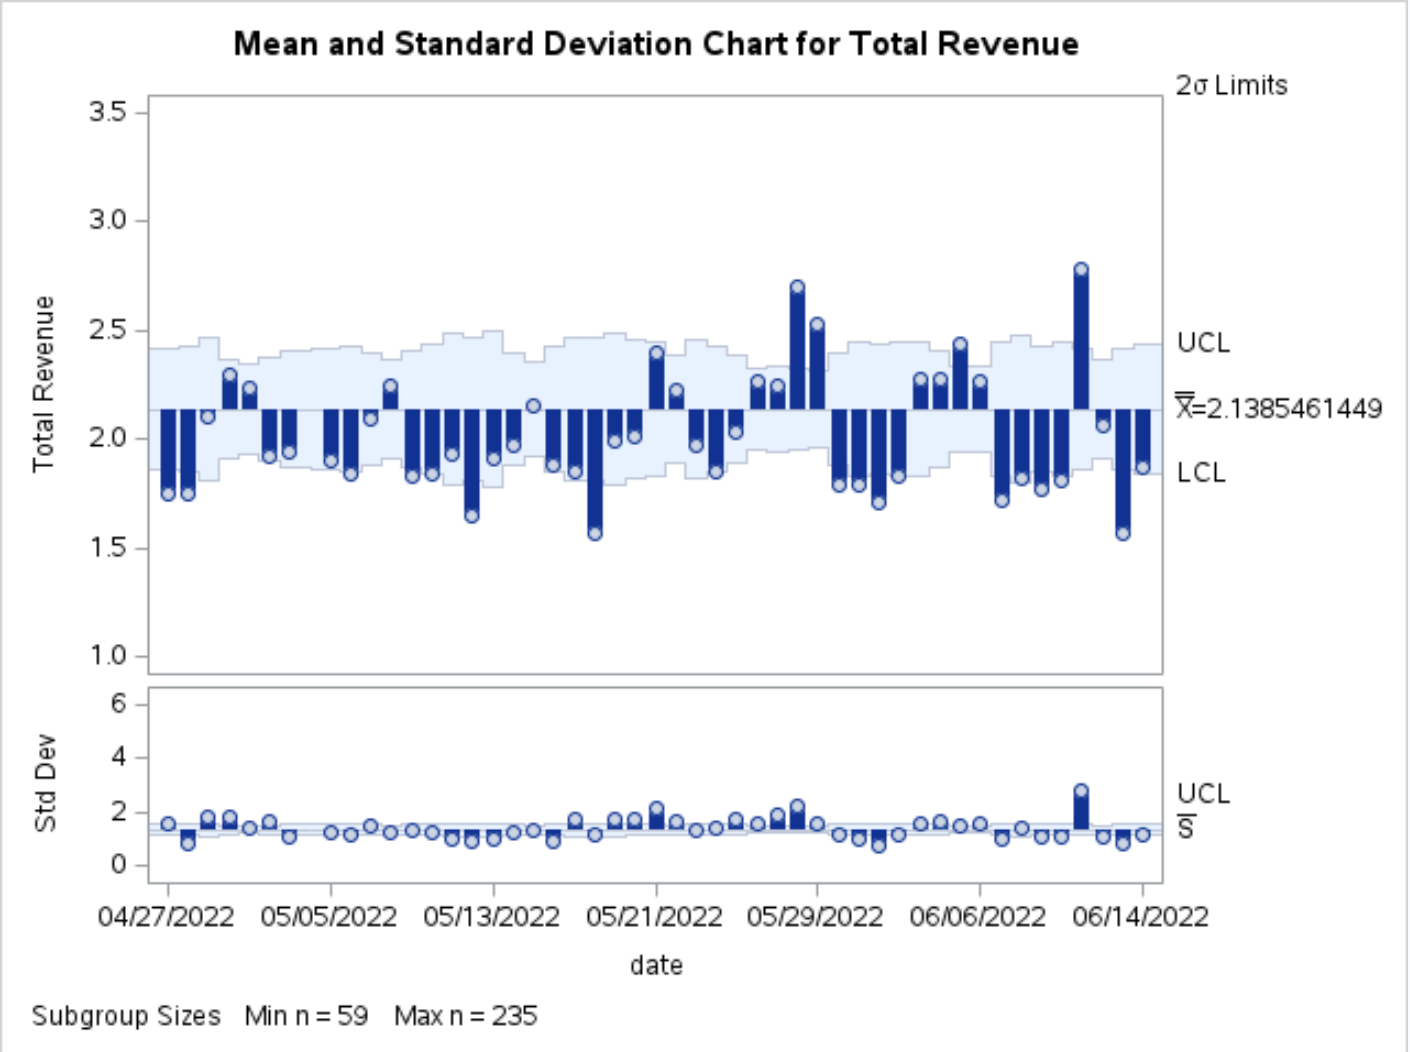 Mean and Standard Deviation Chart for Total Revenue
2σ Limits
3.5
3.0
2.5
2.0
1.5
1.0
Total Revenue
UCL
X̿=2.1385461449
LCL
6
4
2
0
Std Dev
UCL
S̄
04/27/2022 05/05/2022 05/13/2022 05/21/2022 05/29/2022 06/06/2022 06/14/2022
date
Subgroup Sizes Min n = 59 Max n = 235